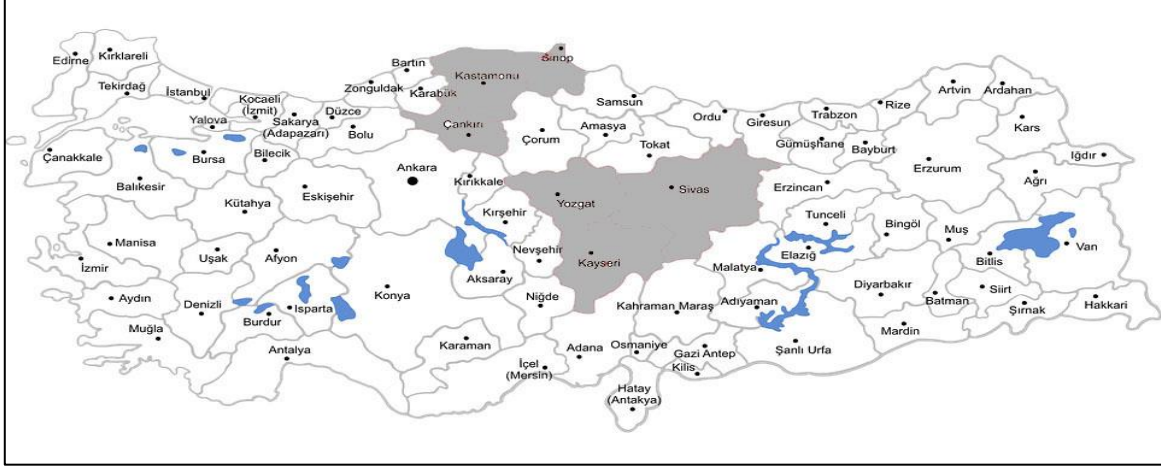 Edirne
Kırklareli
Tekirdağ
İstanbul
Kocaeli
(İzmit)
Yalova
Sakarya
(Adapazarı)
Düzce
Bolu
Zonguldak
Bartın
Karabük
Kastamonu
Sinop
Çankırı
Samsun
Ordu
Giresun
Trabzon
Rize
Artvin
Ardahan
Kars
Iğdır
Ağrı
Erzurum
Bayburt
Gümüşhane
Çorum
Amasya
Tokat
Çanakkale
Bursa
Bilecik
Balıkesir
Kütahya
Eskişehir
Ankara
Kırıkkale
Kırşehir
Yozgat
Sivas
Erzincan
Tunceli
Bingöl
Muş
Bitlis
Van
Manisa
İzmir
Uşak
Afyon
Aksaray
Nevşehir
Kayseri
Malatya
Elazığ
Diyarbakır
Batman
Siirt
Şırnak
Hakkari
Aydın
Denizli
Burdur
Isparta
Konya
Niğde
Kahraman Maraş
Adıyaman
Mardin
Muğla
Antalya
Karaman
İçel
(Mersin)
Adana
Osmaniye
Gazi Antep
Kilis
Şanlı Urfa
Hatay
(Antakya)